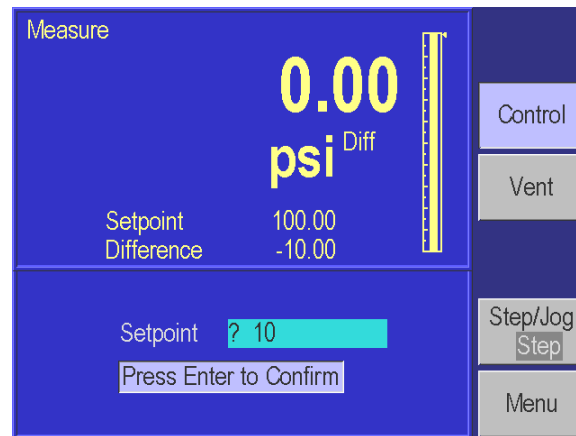 Measure
0.00
psi Diff
Setpoint 100.00
Difference -10.00
Setpoint ? 10
Press Enter to Confirm
Control
Vent
Step/Jog
Step
Menu